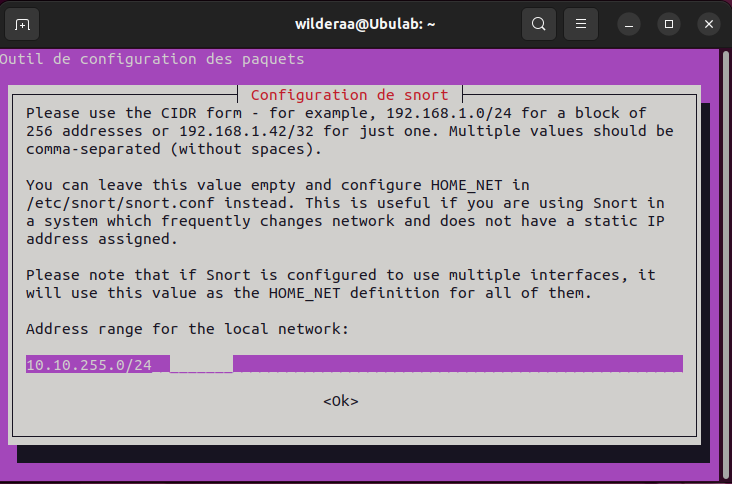 wilderaa@Ubulab: ~
Outil de configuration des paquets
Configuration de snort
Please use the CIDR form - for example, 192.168.1.0/24 for a block of
256 addresses or 192.168.1.42/32 for just one. Multiple values should be
comma-separated (without spaces).
You can leave this value empty and configure HOME_NET in
/etc/snort/snort.conf instead. This is useful if you are using Snort in
a system which frequently changes network and does not have a static IP
address assigned.
Please note that if Snort is configured to use multiple interfaces, it
will use this value as the HOME_NET definition for all of them.
Address range for the local network:
10.10.255.0/24
<Ok>